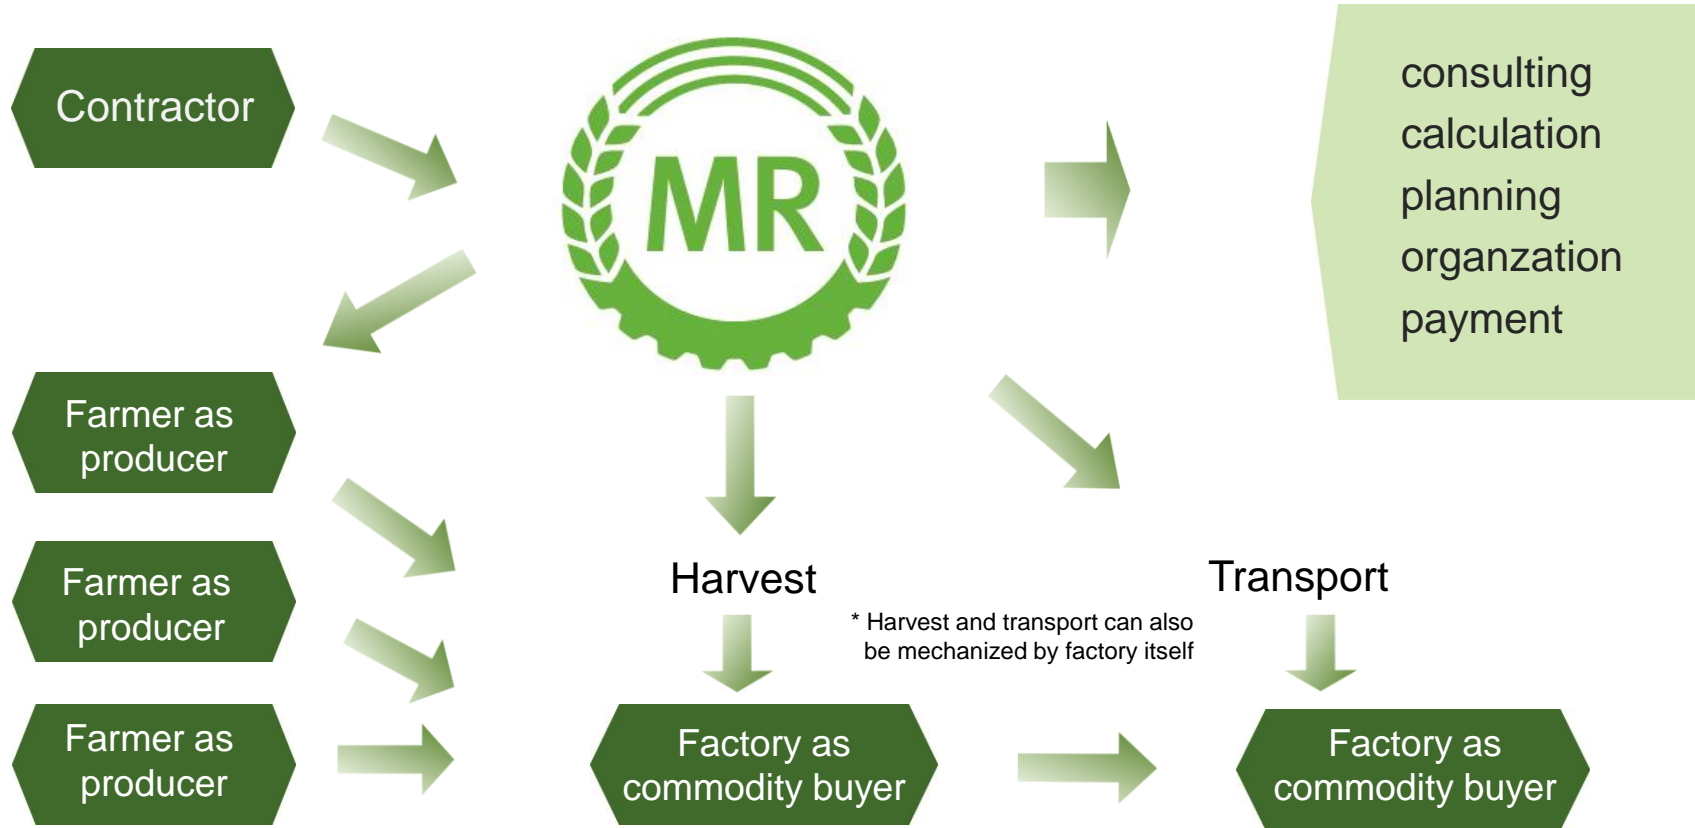 Contractor
MR
consulting
calculation
planning
organzation
payment
Farmer as
producer
Farmer as
producer
Farmer as
producer
Harvest
Transport
* Harvest and transport can also
be mechanized by factory itself
Factory as
commodity buyer
Factory as
commodity buyer